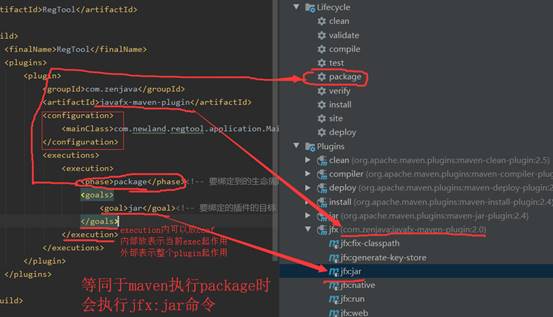 artifactId>RegTool</artifactId>
uild>
<finalName>RegTool</finalName>
<plugins>
<plugin>
<groupId>com.zenjava</groupId>
<artifactId>javafx-maven-plugin</artifactId>
<configuration>
<mainClass>com.newland.regtool.application.Mai
</configuration>
<executions>
<execution>
<phase>package</phase><!-- 要绑定到的生命周
<goals>
<goal>jar</goal><!-- 要绑定的插件的目标
</goals>
</execution>
</executions>
</plugin>
</plugins>
uild>
execution内可以放conf
内部放表示当前exec起作用
外部表示整个plugin起作用
等同于maven执行package时
会执行jfx:jar命令
Lifecycle
clean
validate
compile
test
package
verify
install
site
deploy
Plugins
clean (org.apache.maven.plugins:maven-clean-plugin:2
compiler (org.apache.maven.plugins:maven-compiler-p
deploy (org.apache.maven.plugins:maven-deploy-plug
install (org.apache.maven.plugins:maven-install-plugin
jar (org.apache.maven.plugins:maven-jar-plugin:2.4)
jfx (com.zenjava:javafx-maven-plugin:2.0)
jfx:fix-classpath
jfx:generate-key-store
jfx:jar
jfx:native
jfx:run
jfx:web